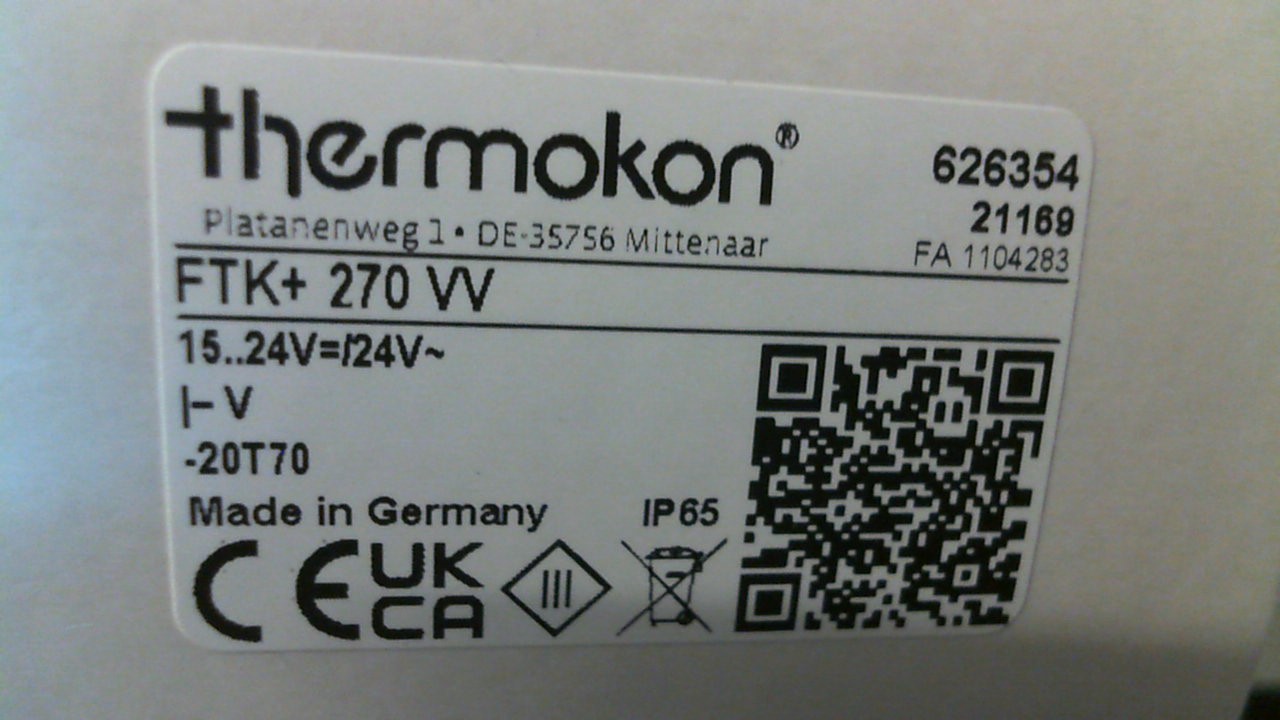 thermokon®
626354
21169
Platanenweg 1 • DE-35756 Mittenaar
FA 1104283
FTK+ 270 VV
15..24V=/24V~
|– V
-20T70
Made in Germany IP65
CE UK
CA
III